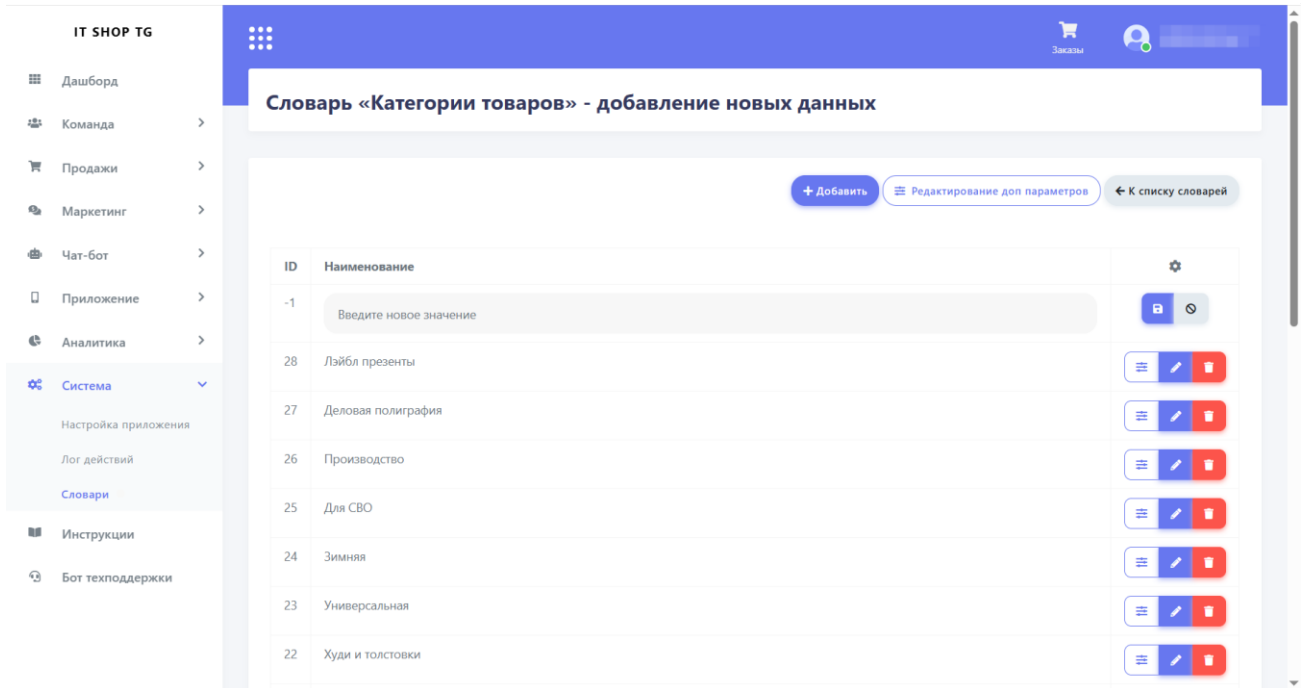 IT SHOP TG
Заказы
Дашборд
Команда
Продажи
Маркетинг
Чат-бот
Приложение
Аналитика
Система
Настройка приложения
Лог действий
Словари
Инструкции
Бот техподдержки
Словарь «Категории товаров» - добавление новых данных
+ Добавить
Редактирование доп параметров
К списку словарей
ID Наименование
-1 Введите новое значение
28 Лэйбл презенты
27 Деловая полиграфия
26 Производство
25 Для СВО
24 Зимняя
23 Универсальная
22 Худи и толстовки